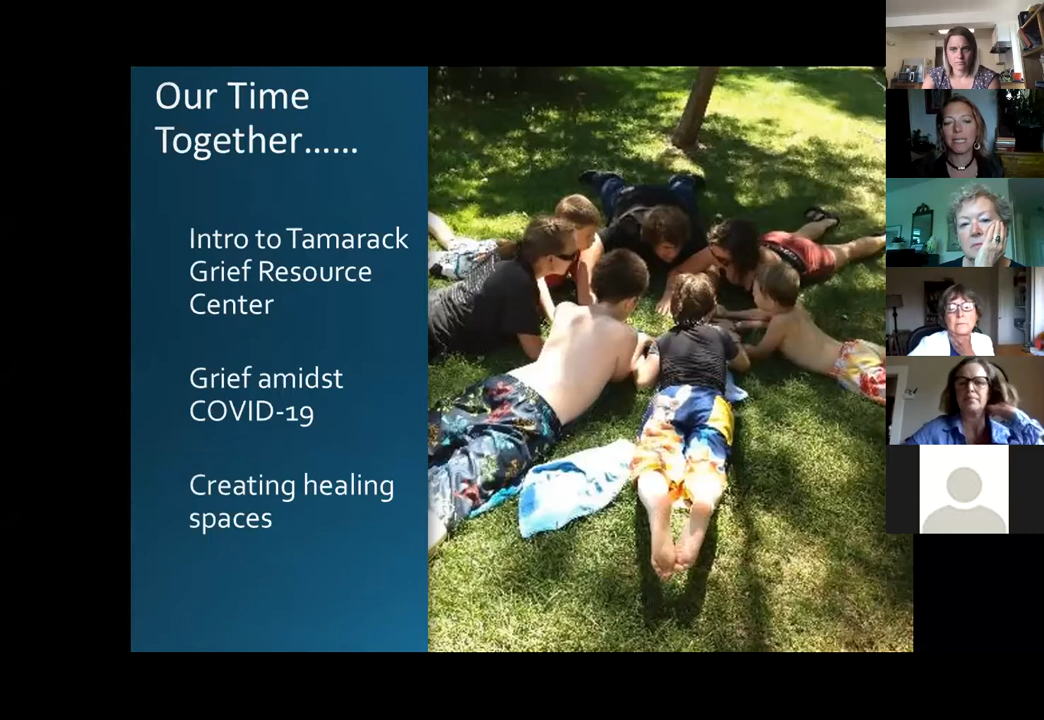 Our Time
Together......
Intro to Tamarack
Grief Resource
Center
Grief amidst
COVID-19
Creating healing
spaces